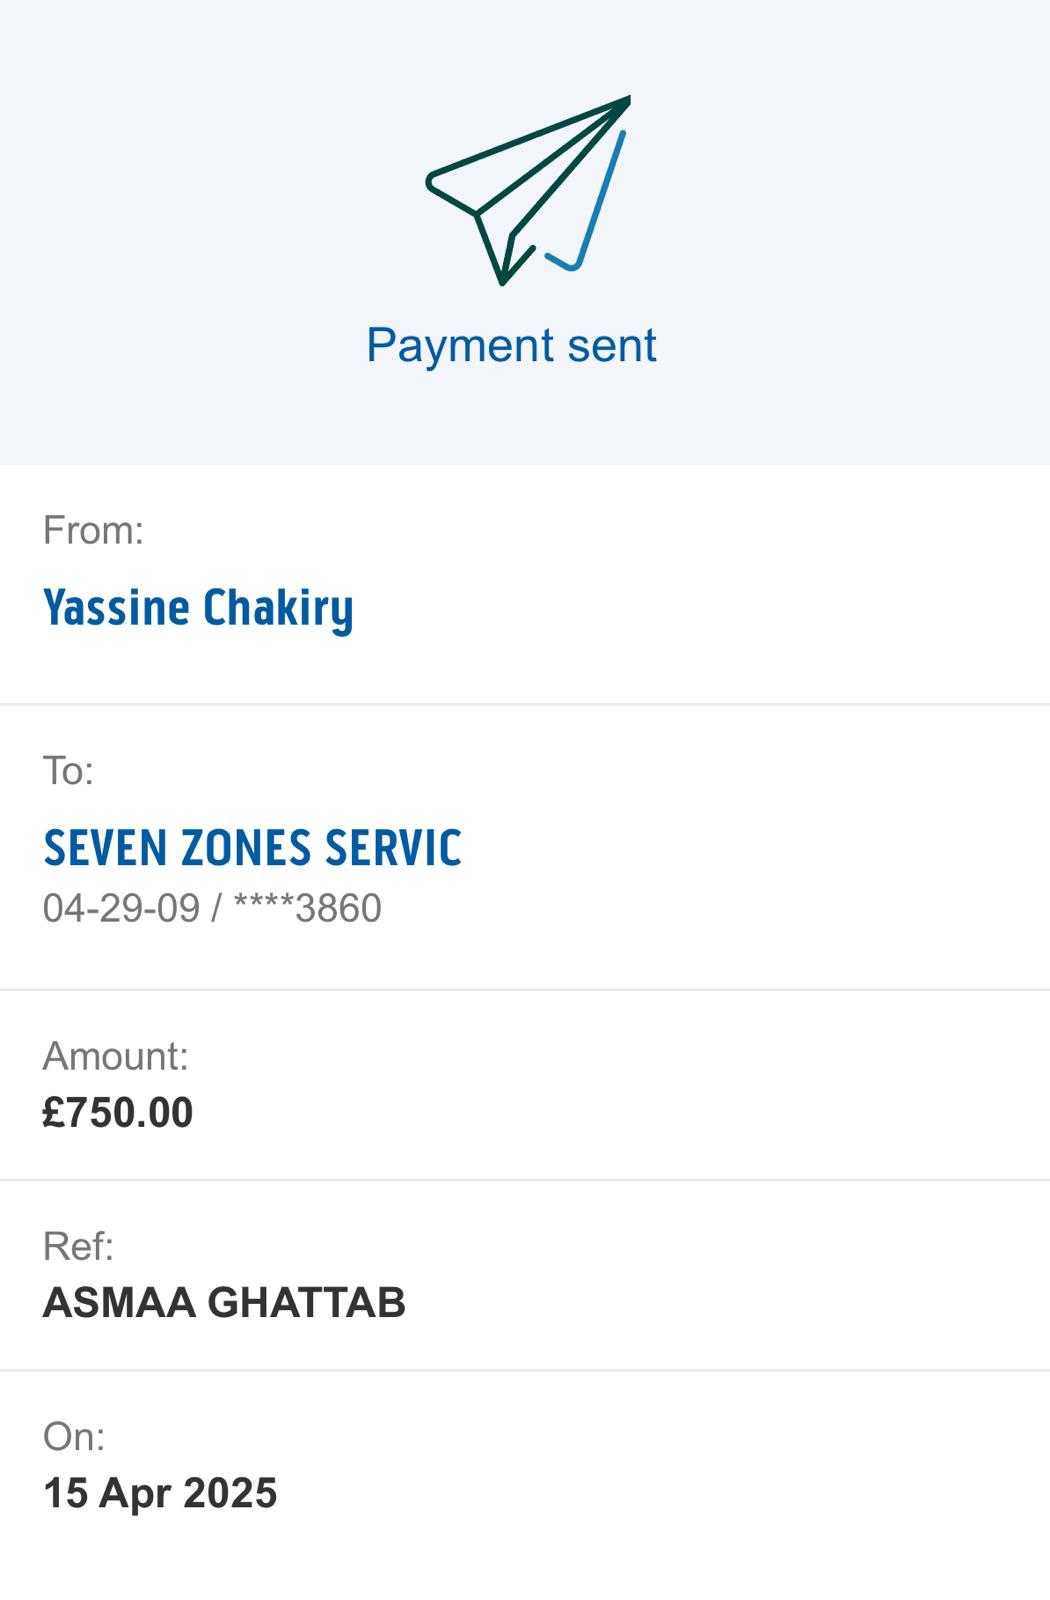 Payment sent
From:
Yassine Chakiry
To:
SEVEN ZONES SERVIC
04-29-09 / ****3860
Amount:
£750.00
Ref:
ASMAA GHATTAB
On:
15 Apr 2025